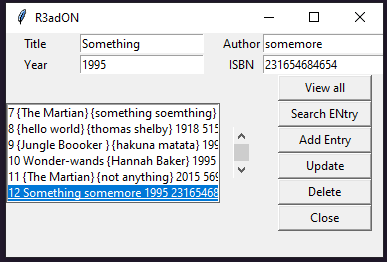 R3adON
Title Something Author somemore
Year 1995 ISBN 231654684654
View all
Search ENtry
Add Entry
Update
Delete
Close
7 {The Martian} {something soemthing}
8 {hello world} {thomas shelby} 1918 515
9 {Jungle Boooker } {hakuna matata} 199
10 Wonder-wands {Hannah Baker} 1995
11 {The Martian} {not anything} 2015 569
12 Something somemore 1995 23165468